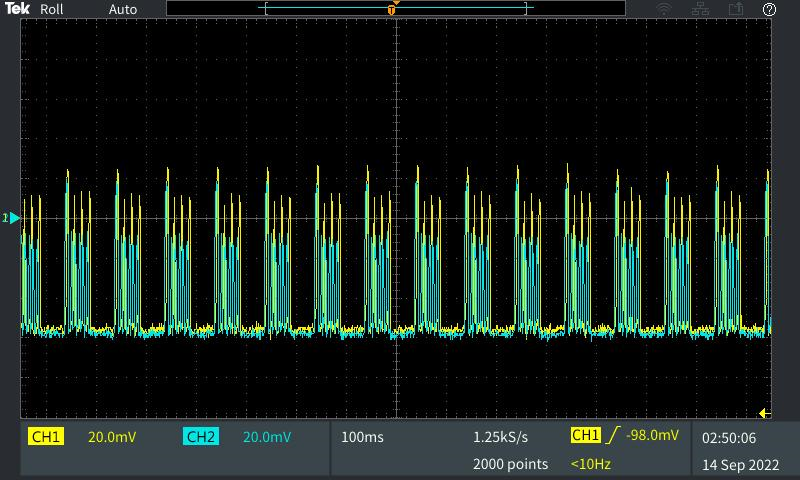 Tek Roll Auto
T
?
CH1 20.0mV CH2 20.0mV 100ms 1.25kS/s CH1 -98.0mV 02:50:06
2000 points <10Hz 14 Sep 2022